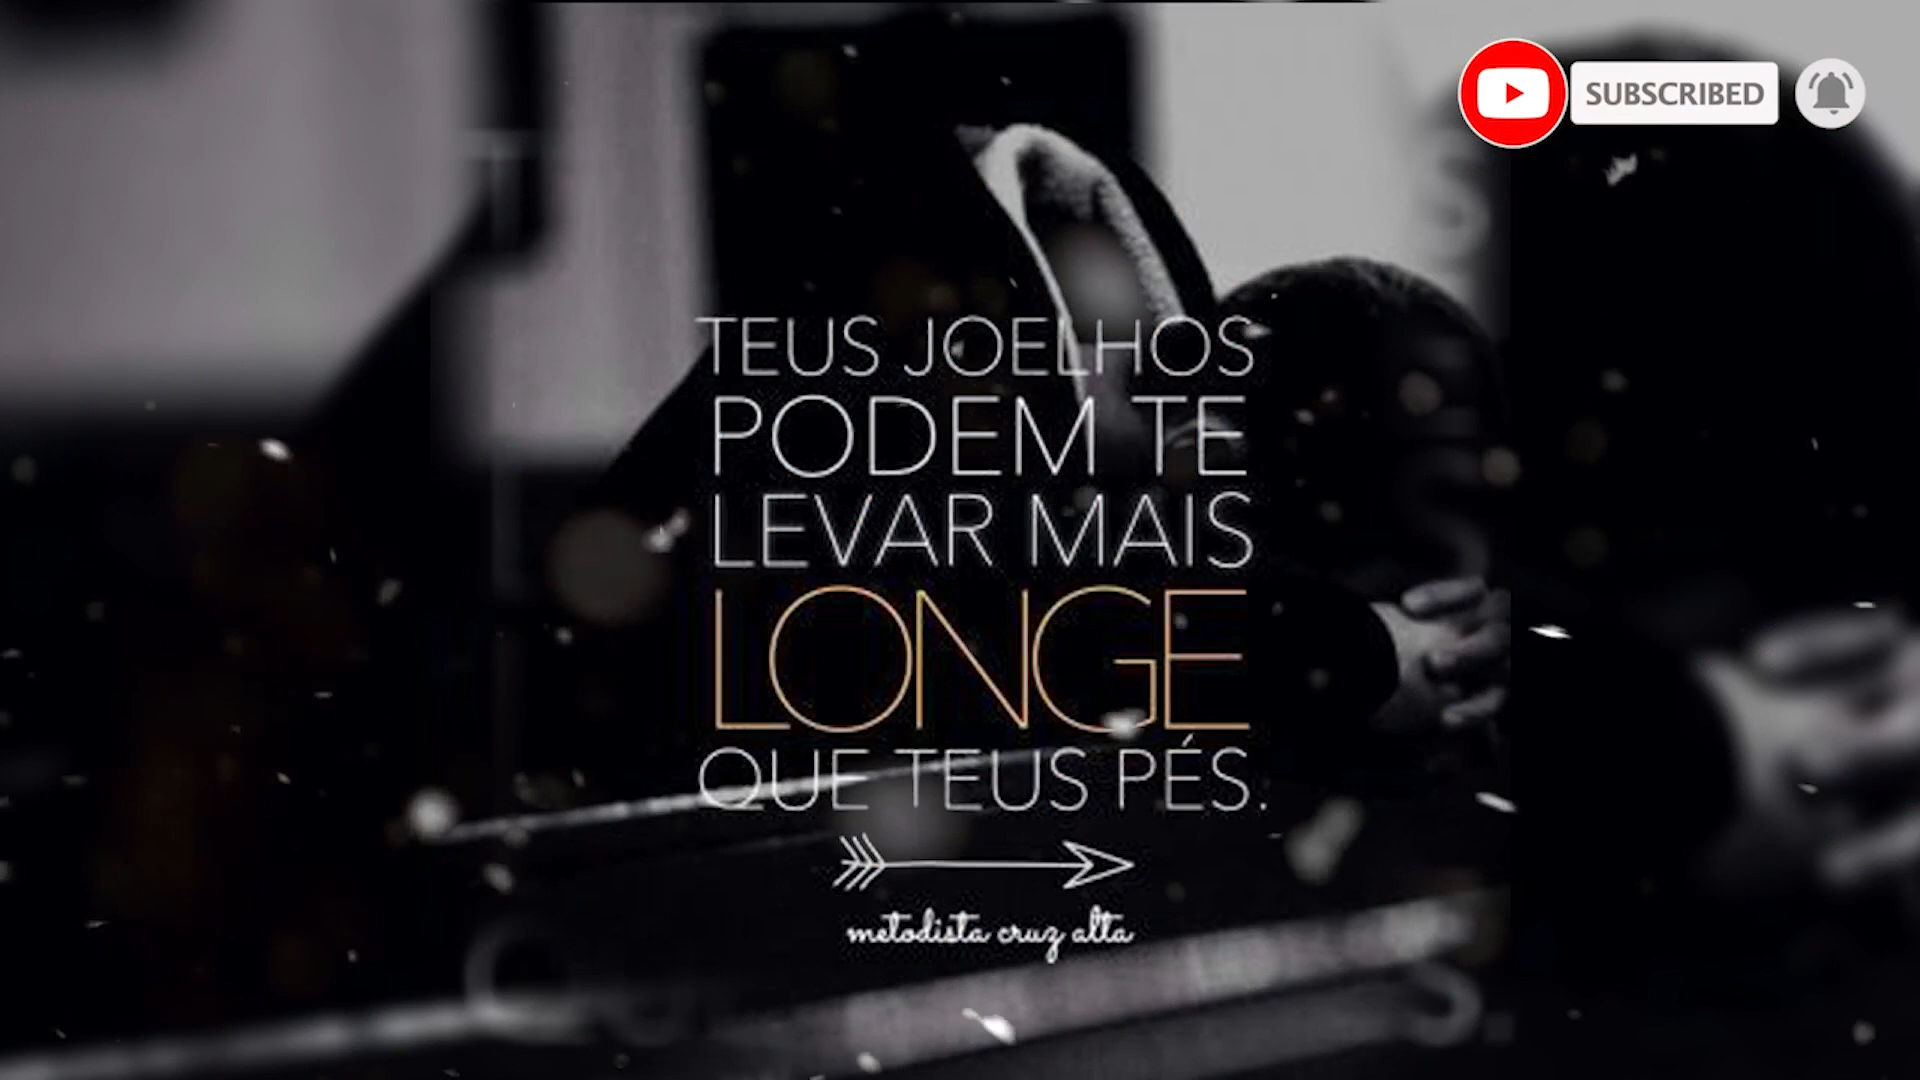 SUBSCRIBED
TEUS JOELHOS
PODEM TE
LEVAR MAIS
LONGE
QUE TEUS PÉS.
metodista cruz alta